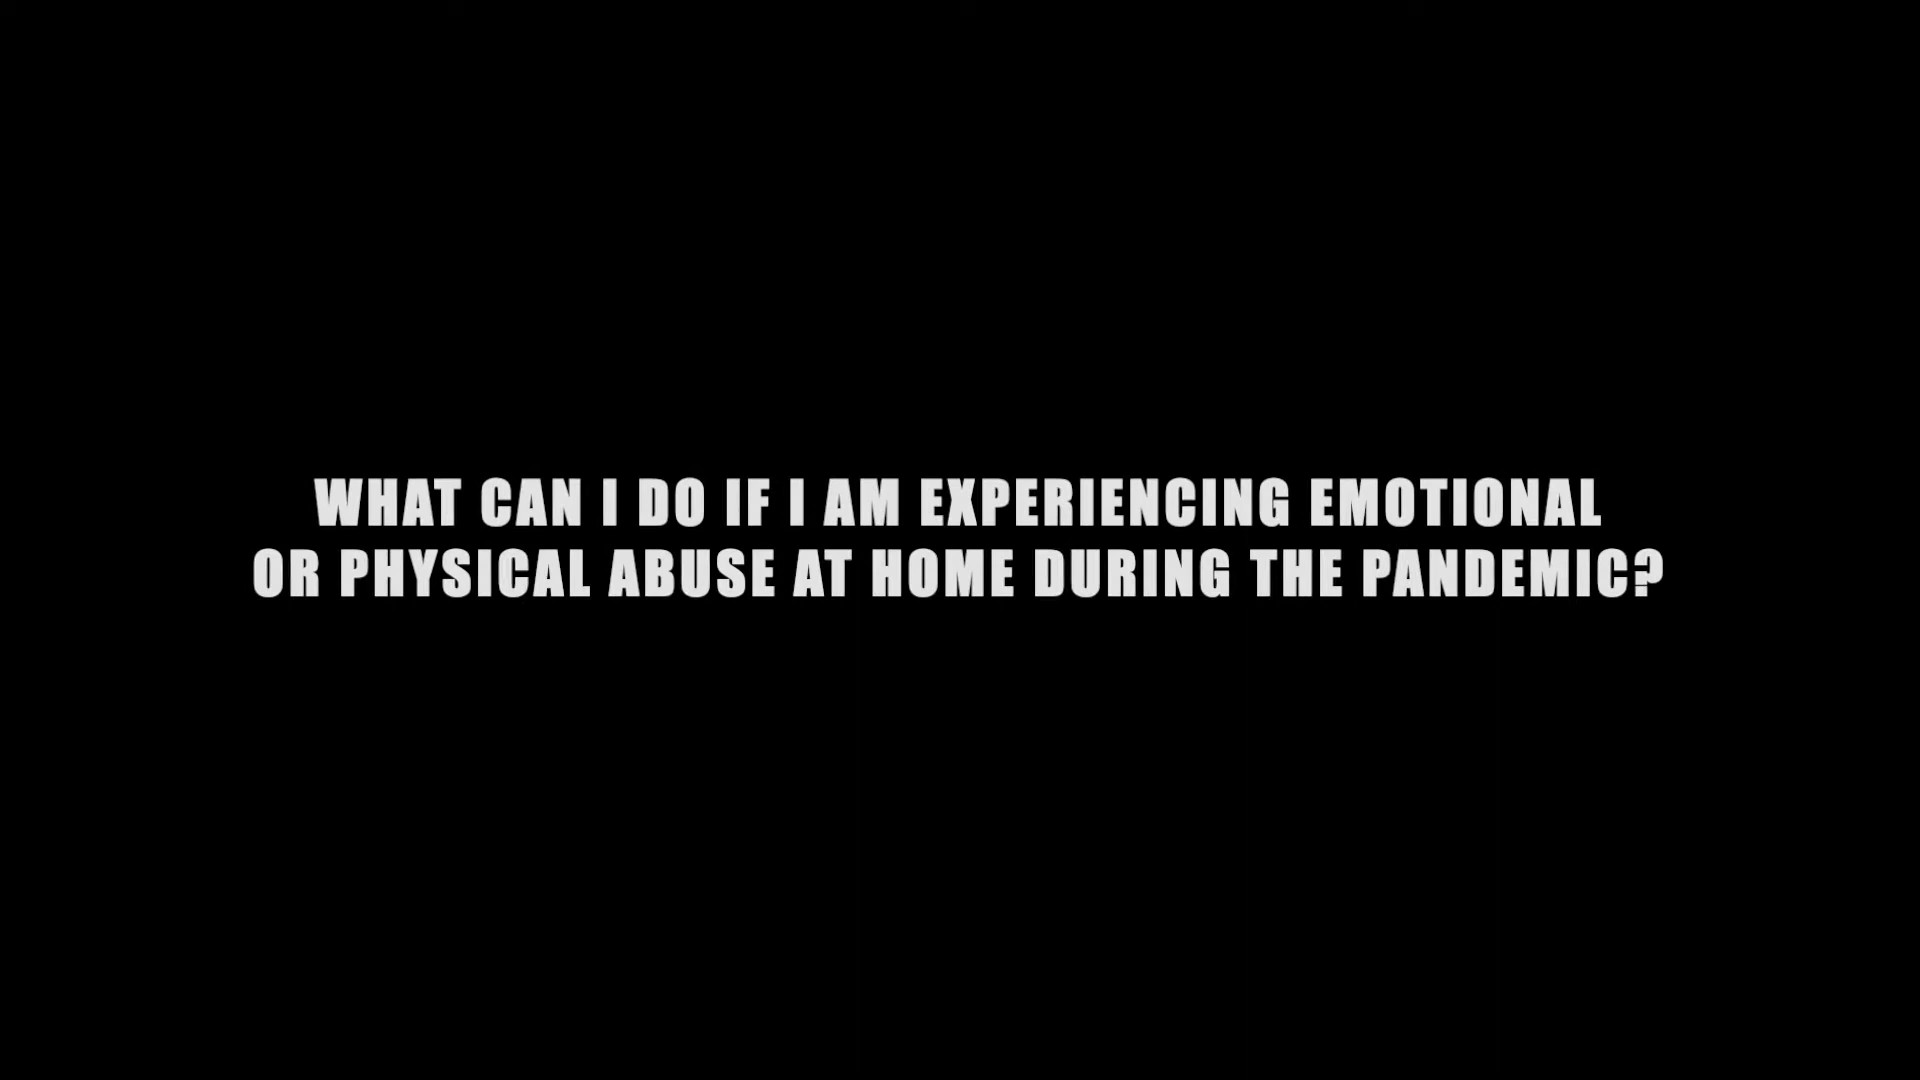 WHAT CAN I DO IF I AM EXPERIENCING EMOTIONAL
OR PHYSICAL ABUSE AT HOME DURING THE PANDEMIC?